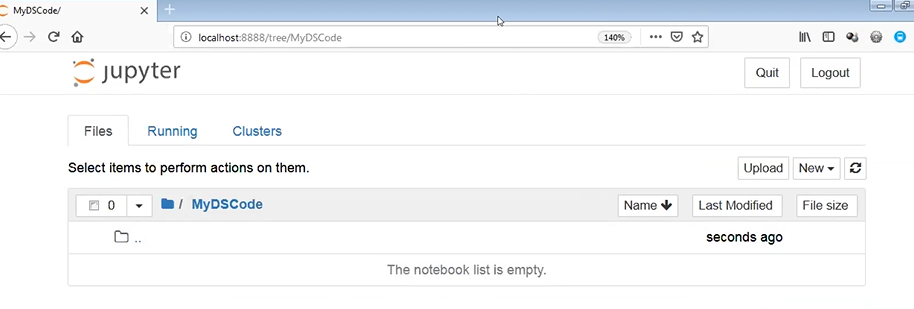 MyDSCode/
localhost:8888/tree/MyDSCode 140%
jupyter Quit Logout
Files Running Clusters
Select items to perform actions on them. Upload New
0 / MyDSCode Name Last Modified File size
.. seconds ago
The notebook list is empty.